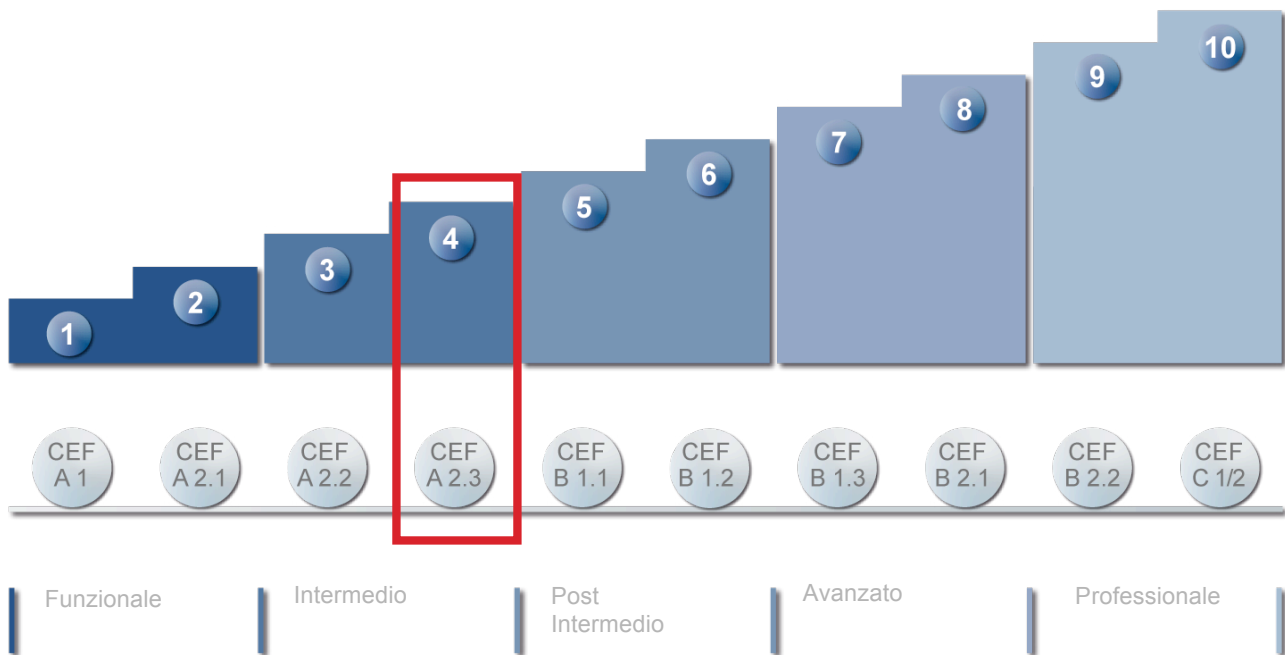 1
2
3
4
5
6
7
8
9
10
CEF
A 1
CEF
A 2.1
CEF
A 2.2
CEF
A 2.3
CEF
B 1.1
CEF
B 1.2
CEF
B 1.3
CEF
B 2.1
CEF
B 2.2
CEF
C 1/2
Funzionale
Intermedio
Post
Intermedio
Avanzato
Professionale